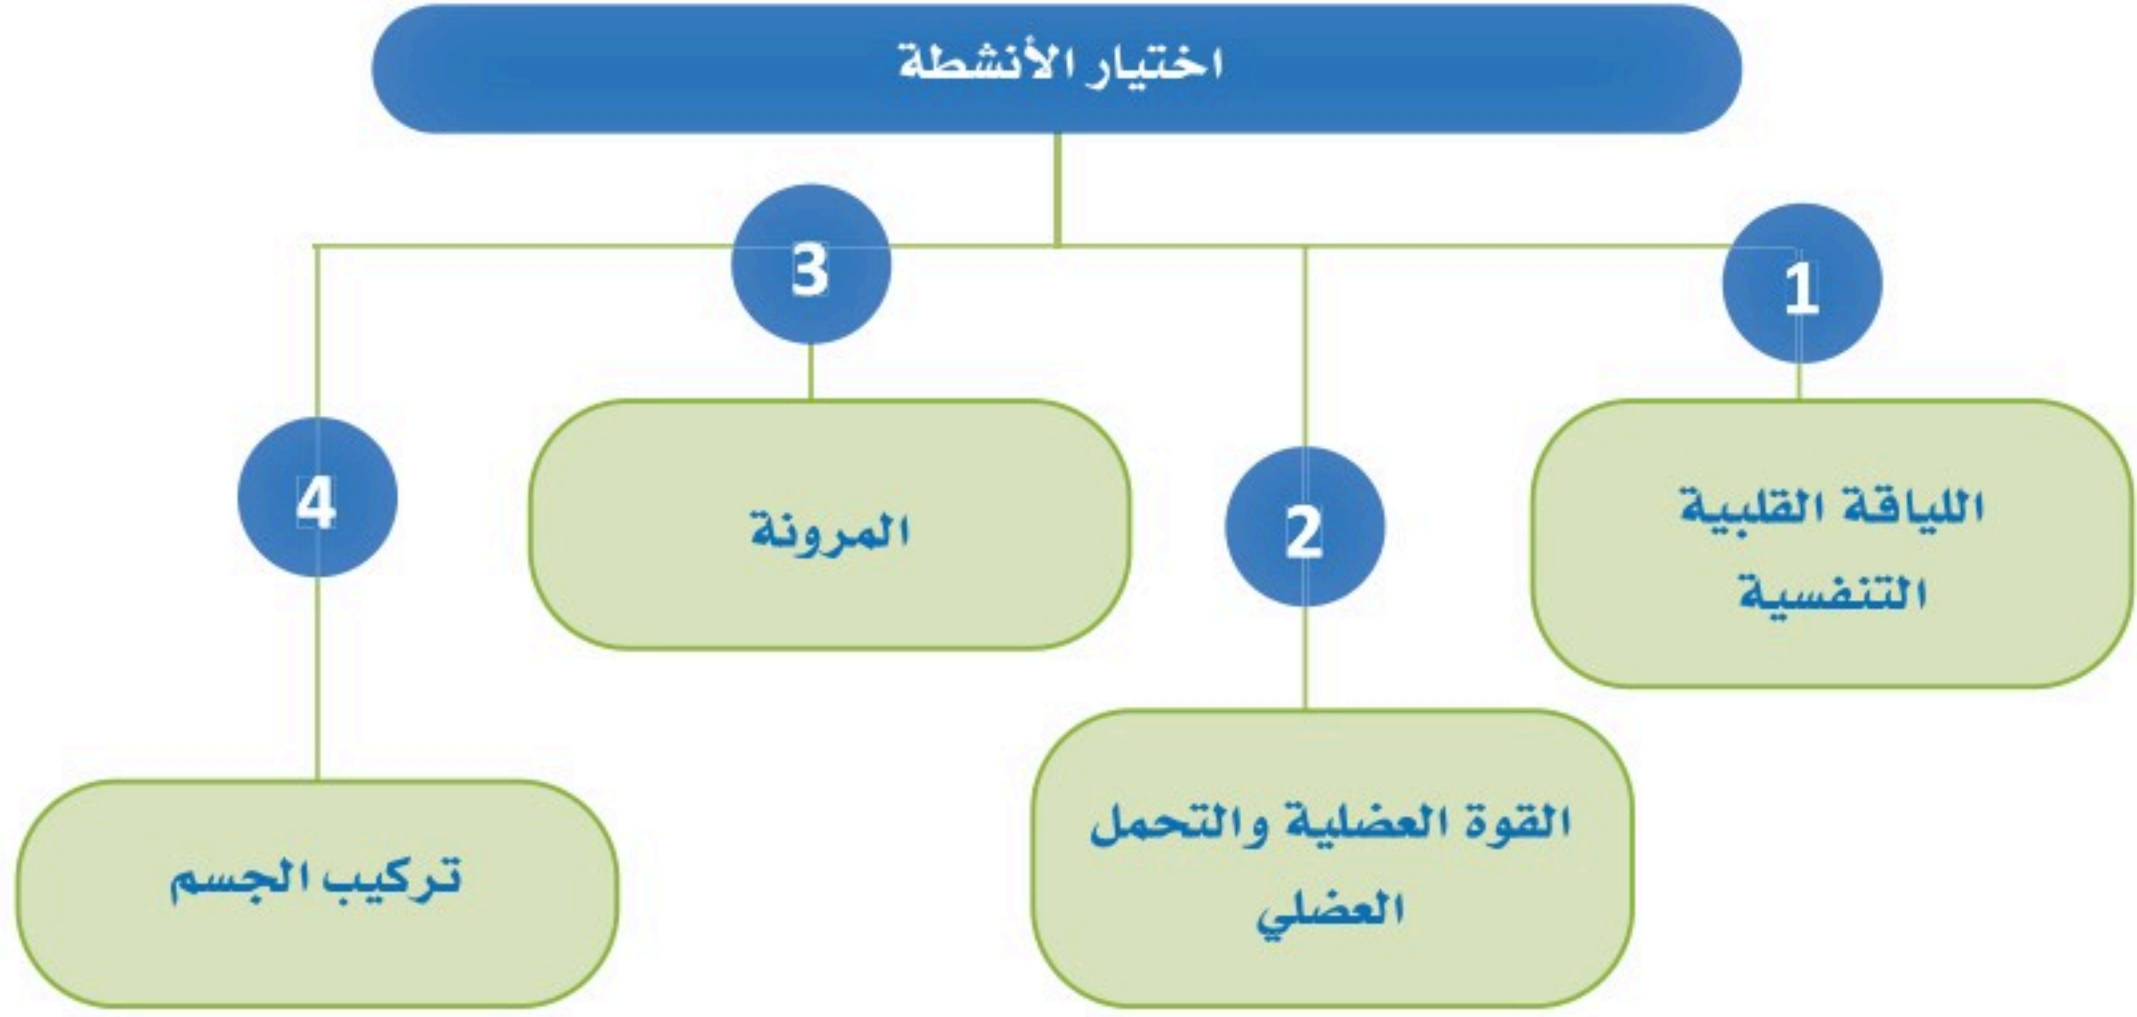 اختيار الأنشطة
1
اللياقة القلبية
التنفسية
2
القوة العضلية والتحمل
العضلي
3
المرونة
4
تركيب الجسم